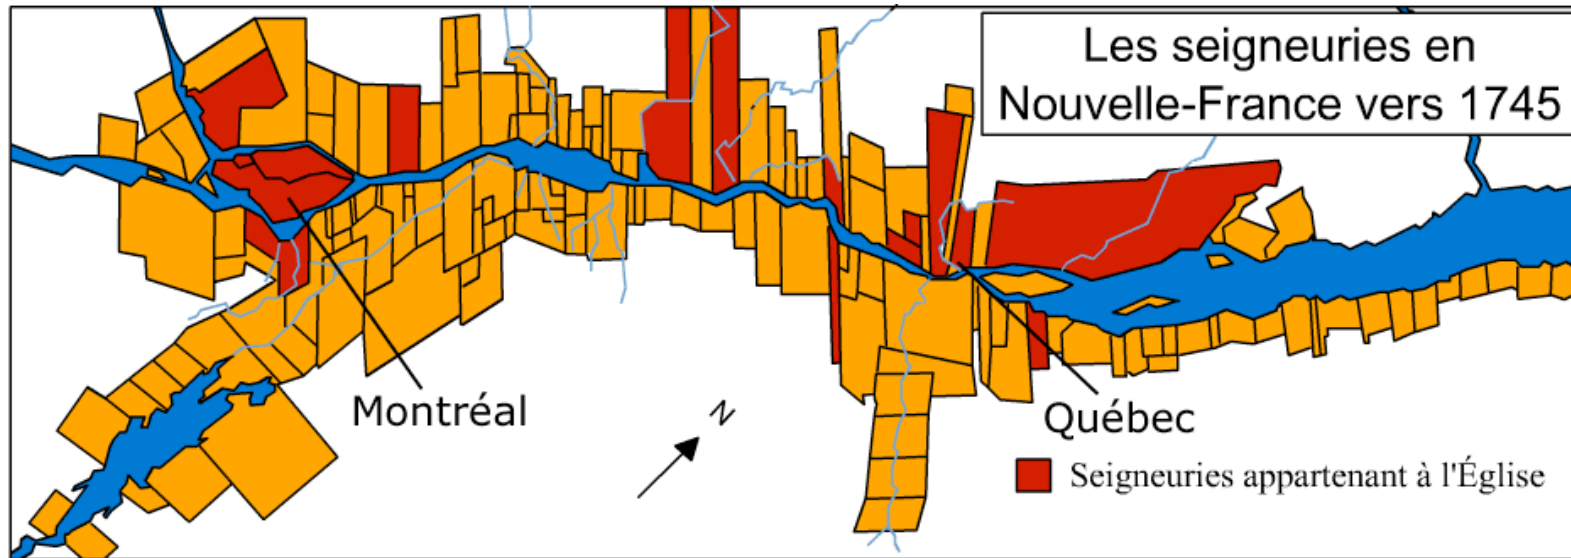 Les seigneuries en
Nouvelle-France vers 1745
Montréal
N
Québec
Seigneuries appartenant à l'Église